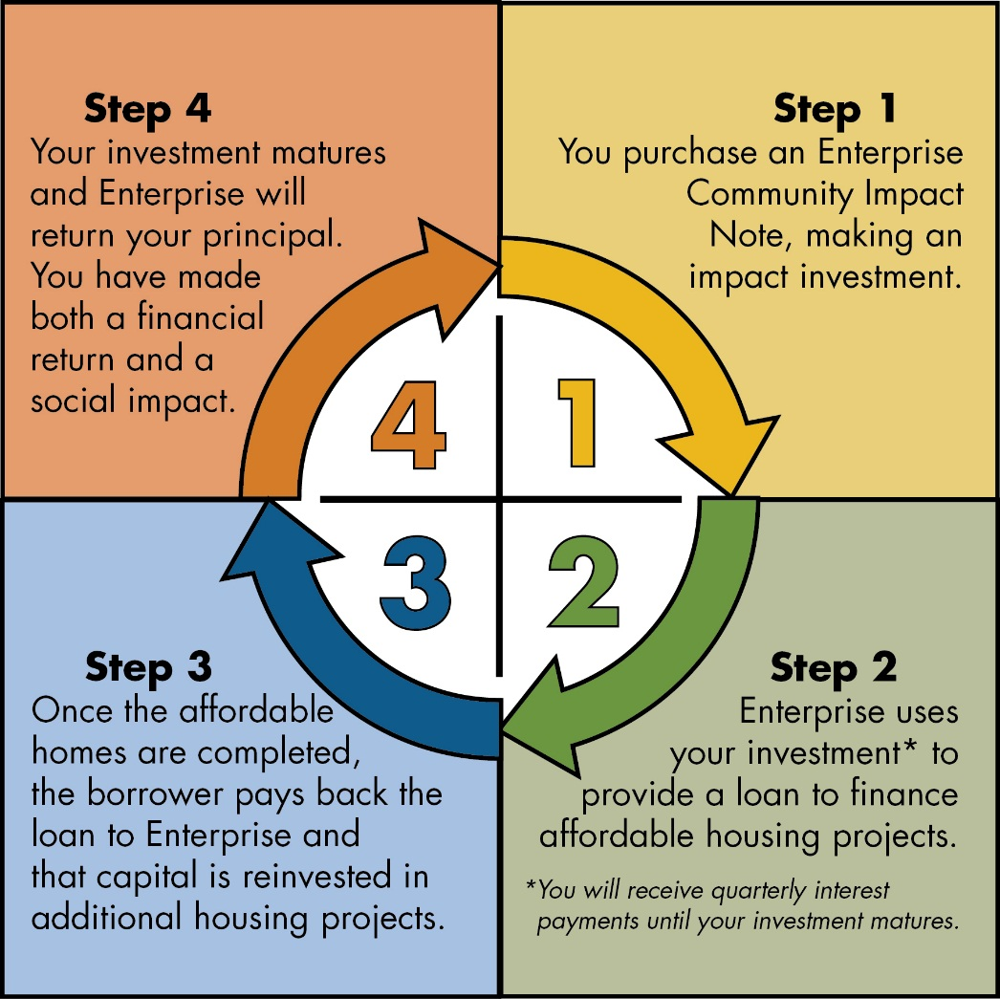 Step 1
You purchase an Enterprise
Community Impact
Note, making an
impact investment.
Step 2
Enterprise uses
your investment* to
provide a loan to finance
affordable housing projects.
*You will receive quarterly interest
payments until your investment matures.
Step 3
Once the affordable
homes are completed,
the borrower pays back the
loan to Enterprise and
that capital is reinvested in
additional housing projects.
Step 4
Your investment matures
and Enterprise will
return your principal.
You have made
both a financial
return and a
social impact.
4
1
3
2